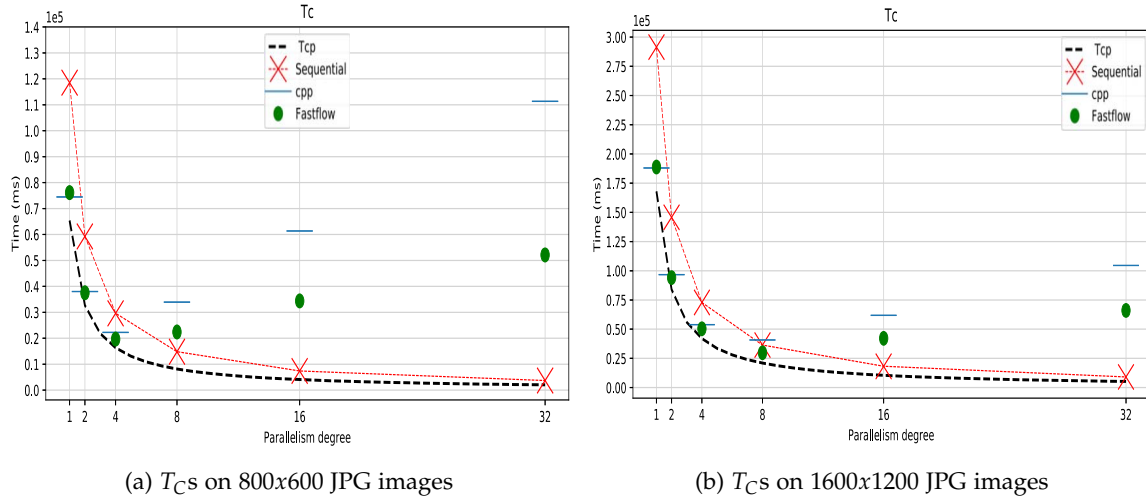 Tc
1e5
1.4
1.3
1.2
1.1
1.0
0.9
0.8
0.7
0.6
0.5
0.4
0.3
0.2
0.1
0.0
Time (ms)
Tcp
Sequential
cpp
Fastflow
1 2 4 8 16 32
Parallelism degree
(a) T_Cs on 800x600 JPG images
Tc
1e5
3.00
2.75
2.50
2.25
2.00
1.75
1.50
1.25
1.00
0.75
0.50
0.25
0.00
Time (ms)
Tcp
Sequential
cpp
Fastflow
1 2 4 8 16 32
Parallelism degree
(b) T_Cs on 1600x1200 JPG images